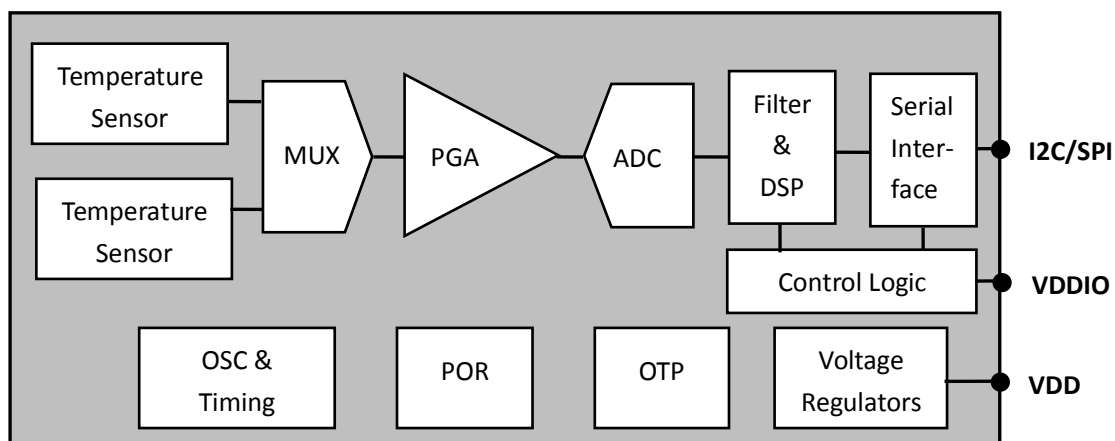 Temperature
Sensor
MUX
PGA
ADC
Filter
&
DSP
Serial
Inter-
face
I2C/SPI
Temperature
Sensor
Control Logic
VDDIO
OSC &
Timing
POR
OTP
Voltage
Regulators
VDD